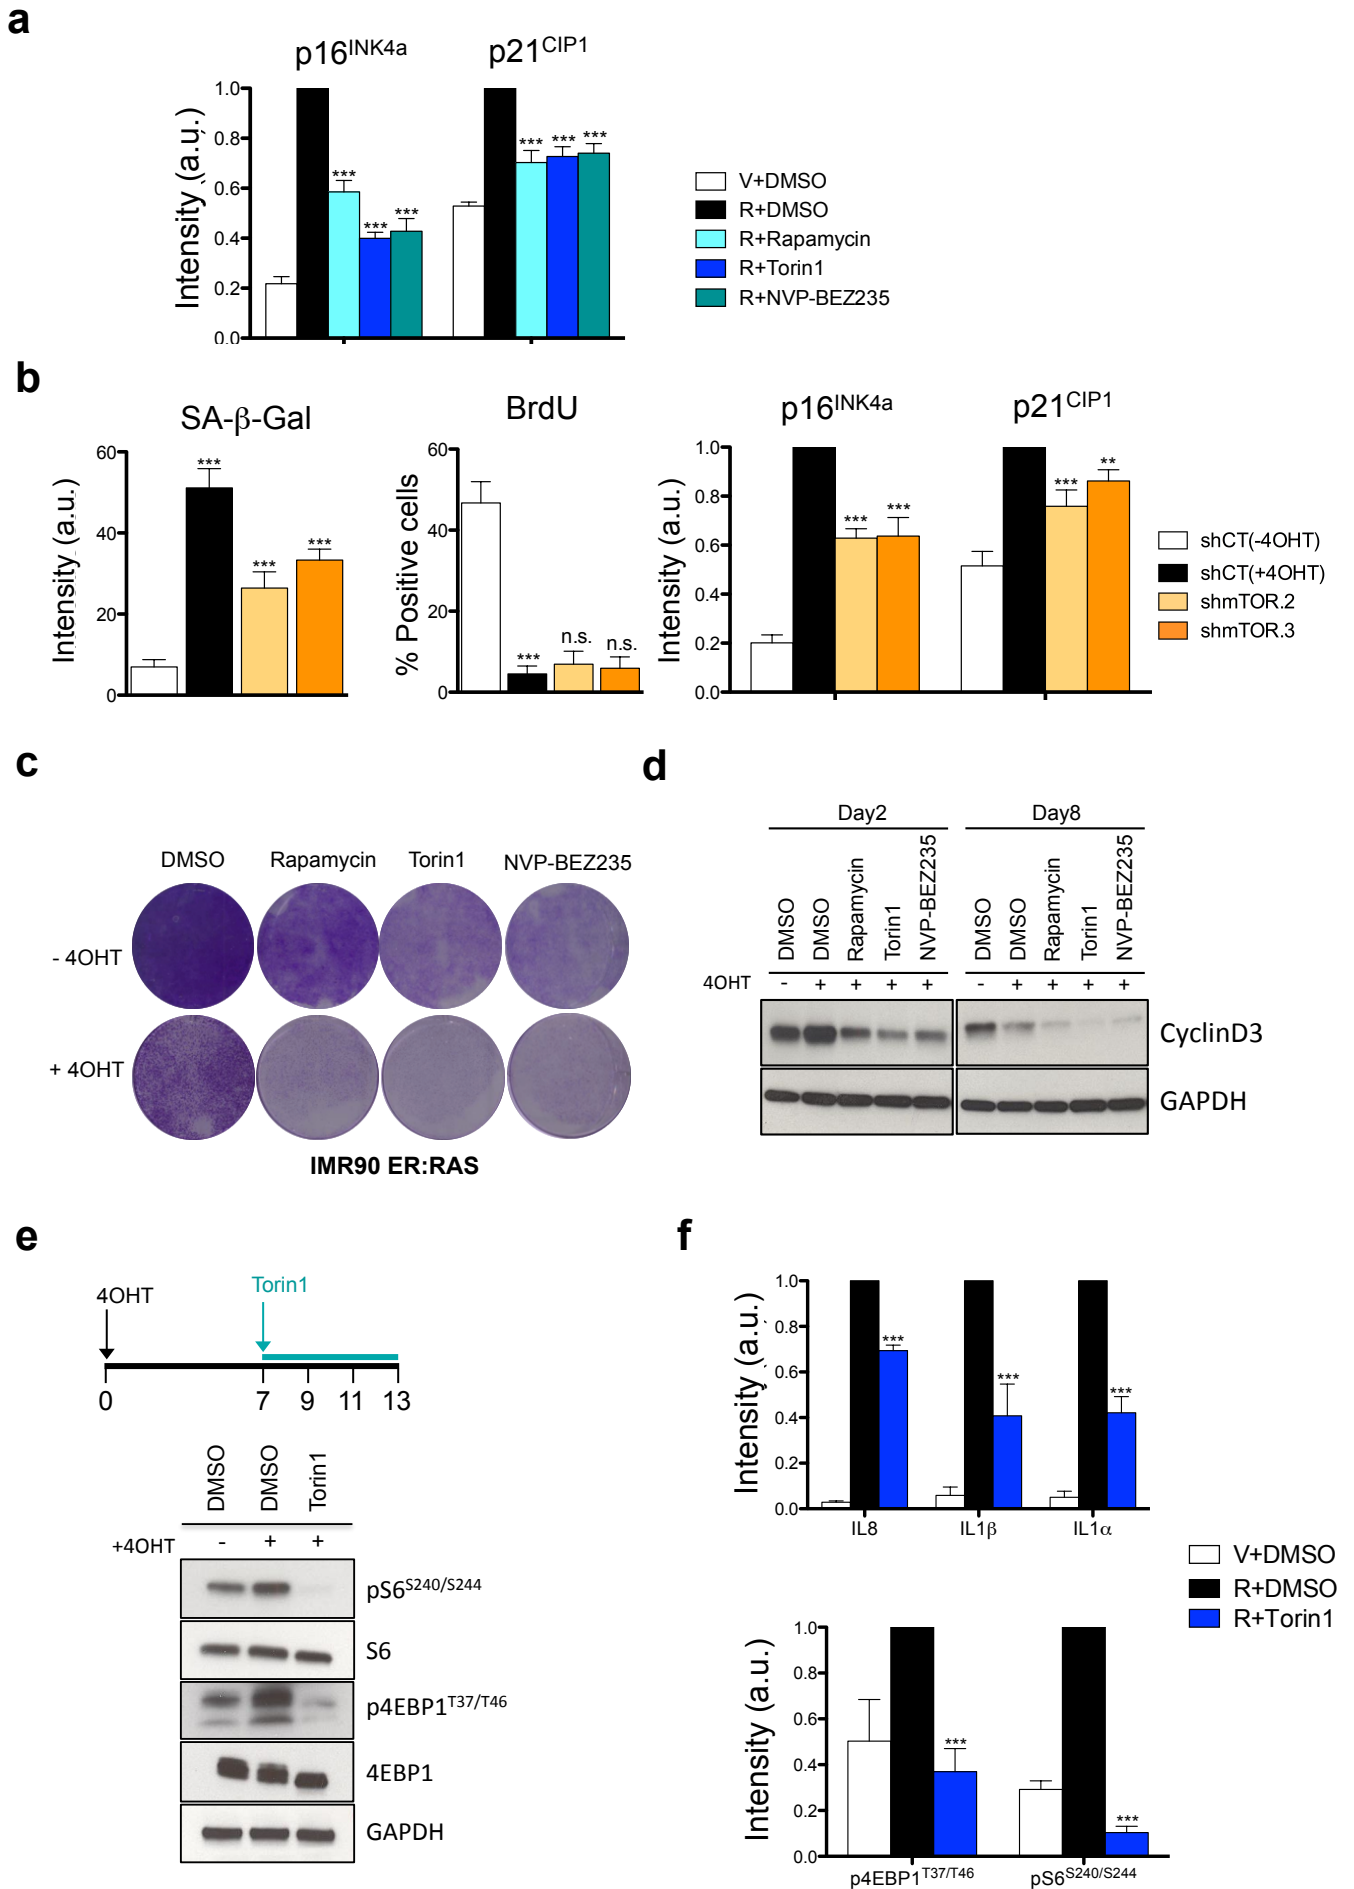 a
p16INK4a
p21CIP1
Intensity (a.u.)
1.0
0.8
0.6
0.4
0.2
0.0
***
***
***
***
***
***
V+DMSO
R+DMSO
R+Rapamycin
R+Torin1
R+NVP-BEZ235
b
SA-β-Gal
Intensity (a.u.)
60
40
20
0
***
***
***
BrdU
% Positive cells
60
40
20
0
***
n.s.
n.s.
p16INK4a
p21CIP1
Intensity (a.u.)
1.0
0.8
0.6
0.4
0.2
0.0
***
***
***
**
shCT(-4OHT)
shCT(+4OHT)
shmTOR.2
shmTOR.3
c
DMSO Rapamycin Torin1 NVP-BEZ235
- 4OHT
+ 4OHT
IMR90 ER:RAS
d
Day2 Day8
DMSO DMSO Rapamycin Torin1 NVP-BEZ235 DMSO DMSO Rapamycin Torin1 NVP-BEZ235
4OHT - + + + + - + + + +
CyclinD3
GAPDH
e
4OHT
Torin1
0 7 9 11 13
DMSO DMSO Torin1
+4OHT - + +
pS6S240/S244
S6
p4EBP1T37/T46
4EBP1
GAPDH
f
Intensity (a.u.)
1.0
0.8
0.6
0.4
0.2
0.0
***
***
***
IL8 IL1β IL1α
V+DMSO
R+DMSO
R+Torin1
Intensity (a.u.)
1.0
0.8
0.6
0.4
0.2
0.0
***
***
p4EBP1T37/T46 pS6S240/S244